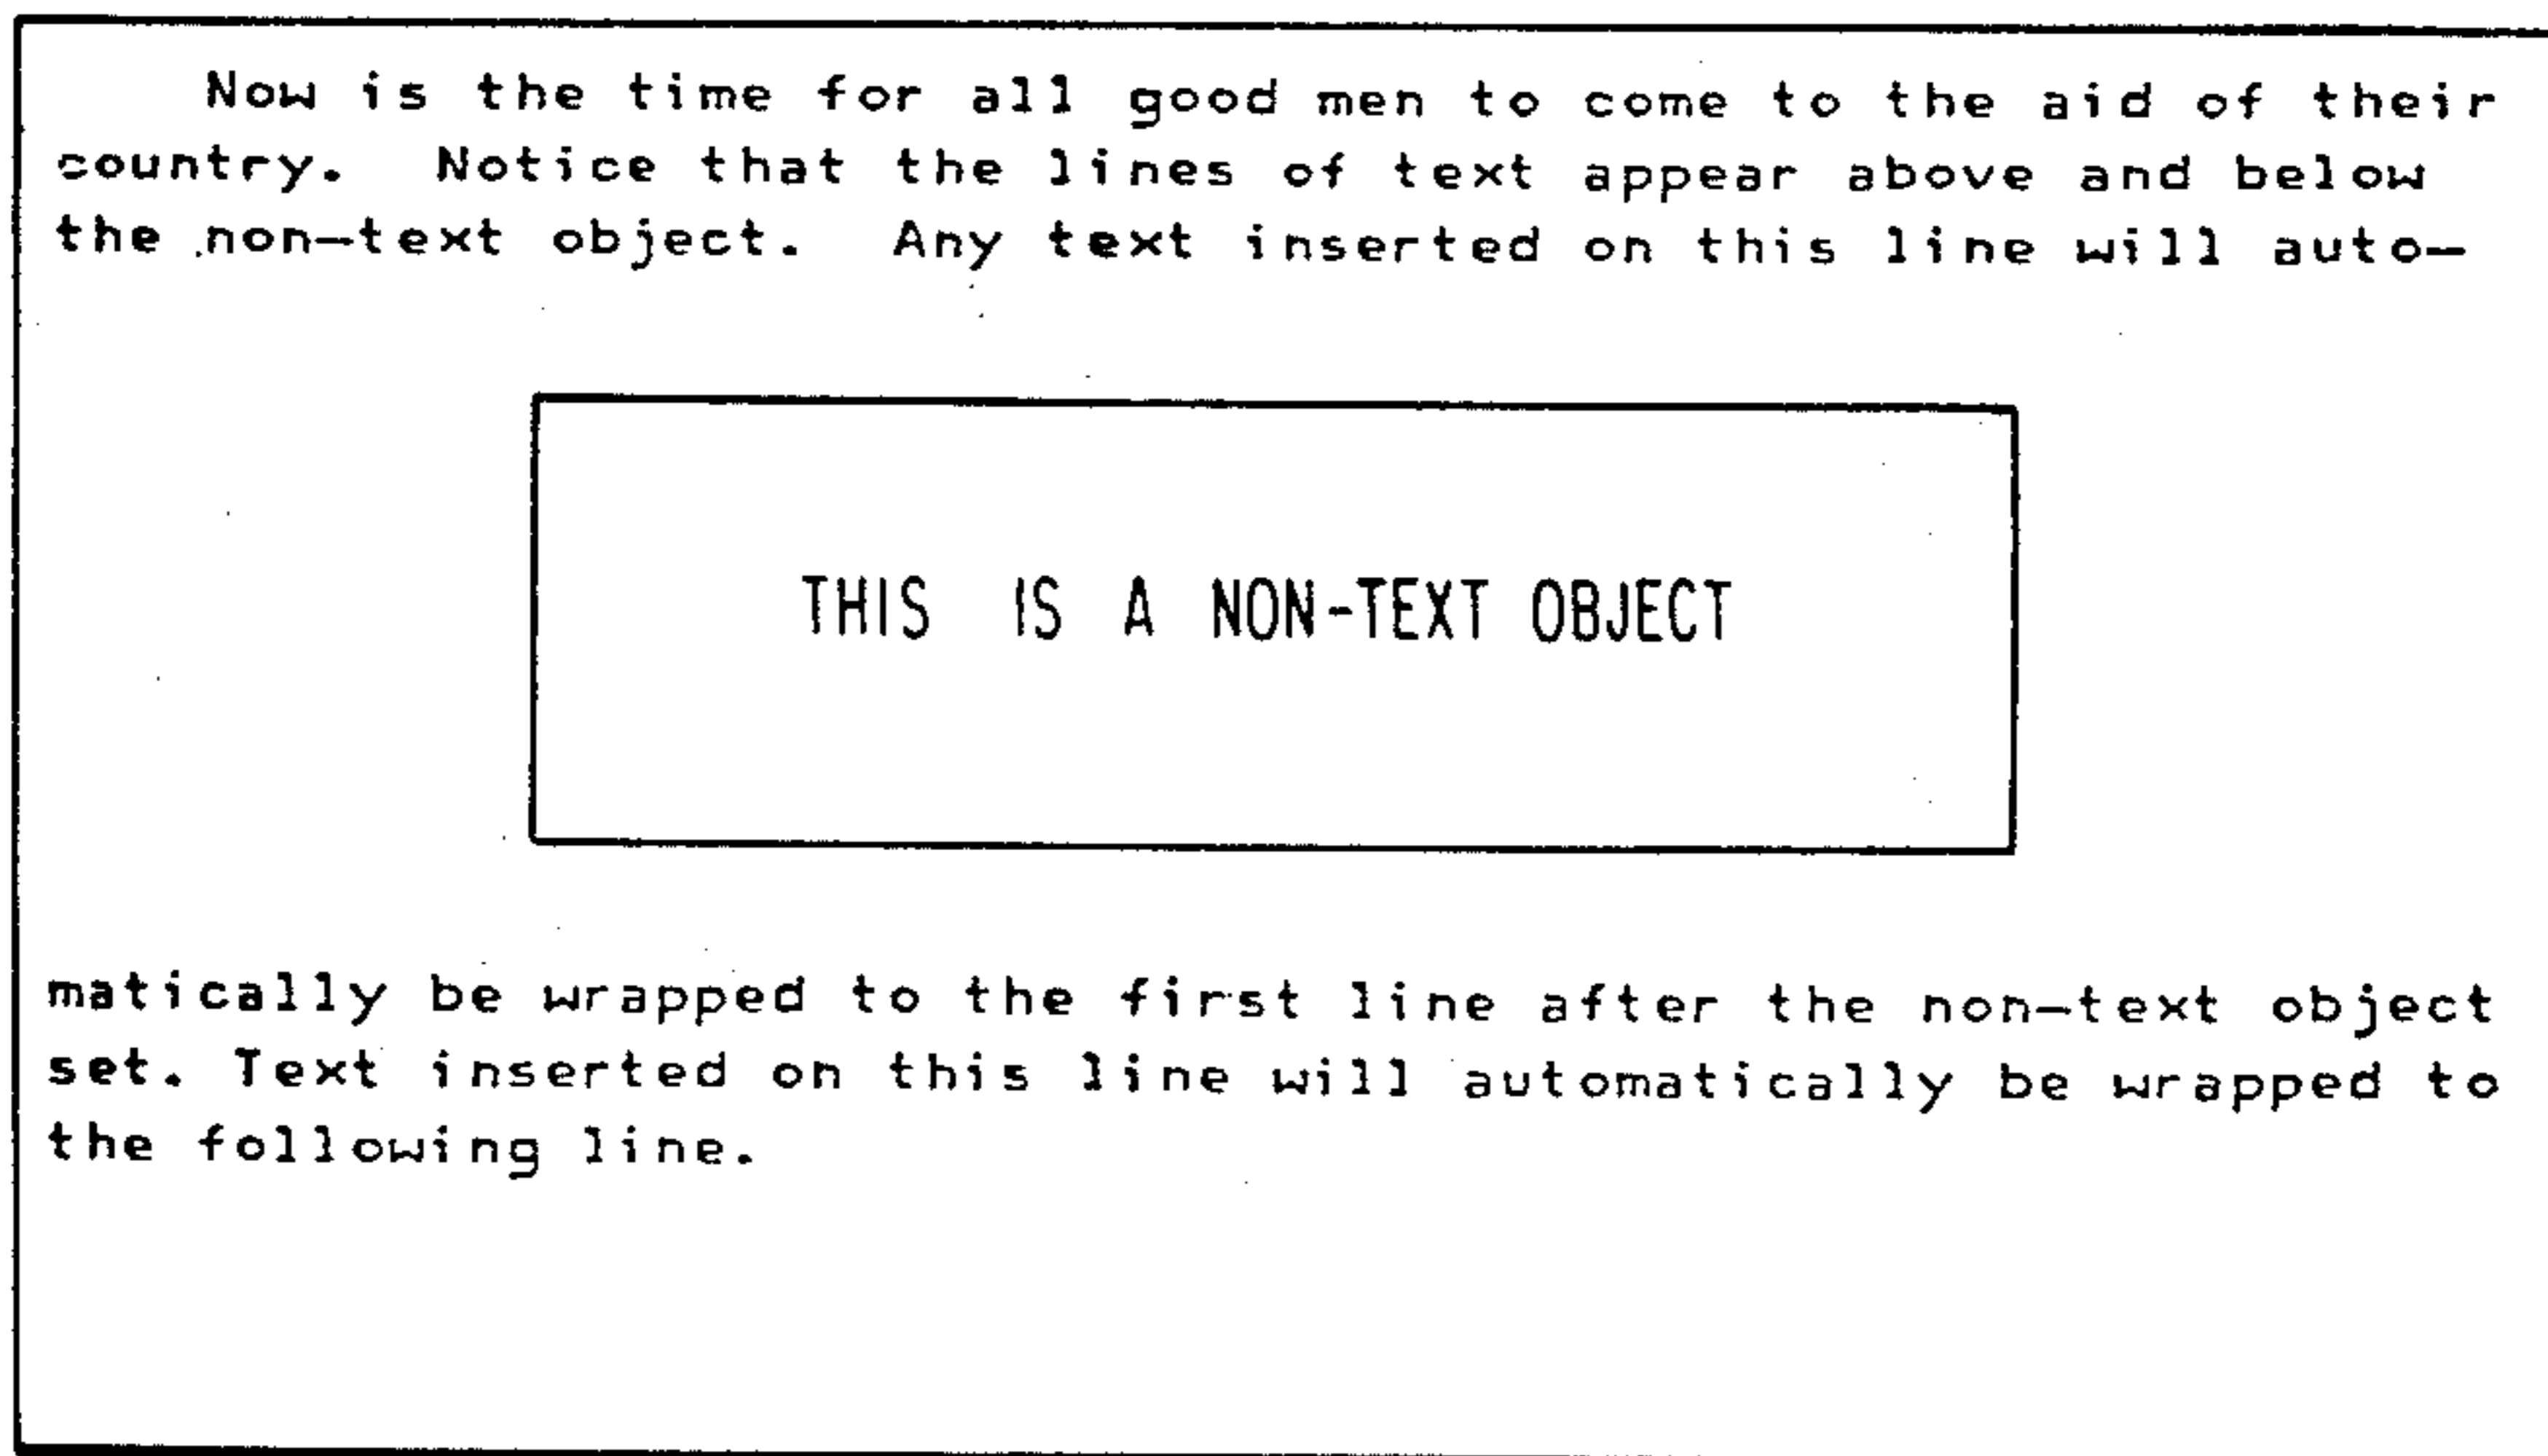 Now is the time for all good men to come to the aid of their
country. Notice that the lines of text appear above and below
the non-text object. Any text inserted on this line will auto-
THIS IS A NON-TEXT OBJECT
matically be wrapped to the first line after the non-text object
set. Text inserted on this line will automatically be wrapped to
the following line.